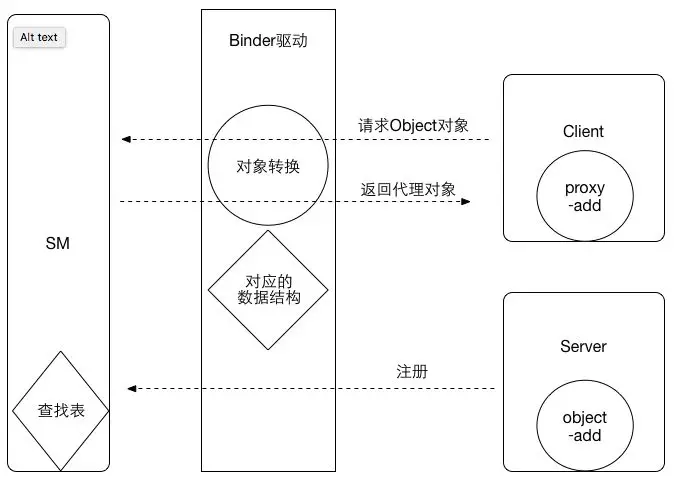 Alt text
Binder驱动
请求Object对象
Client
对象转换
proxy
-add
返回代理对象
SM
对应的
数据结构
Server
注册
查找表
object
-add